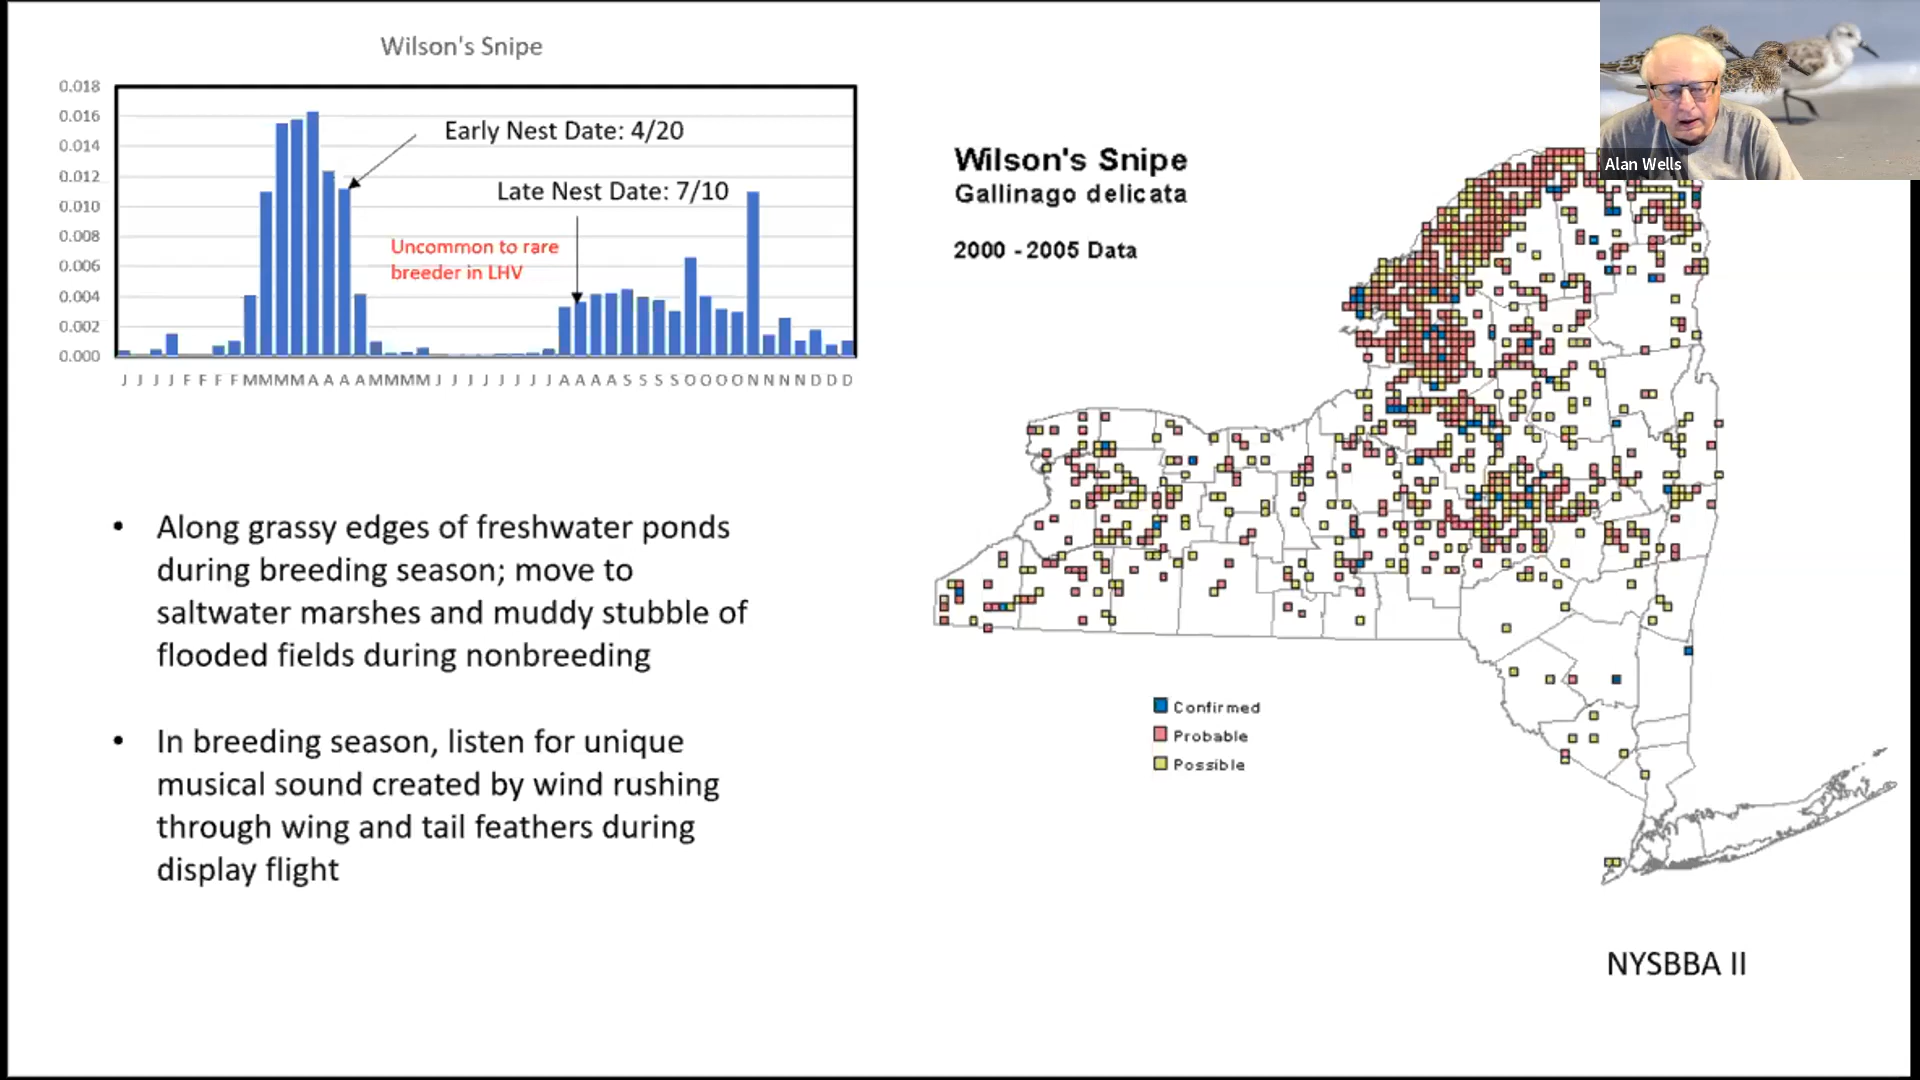 Wilson's Snipe
0.018
0.016
0.014
0.012
0.010
0.008
0.006
0.004
0.002
0.000
Early Nest Date: 4/20
Late Nest Date: 7/10
Uncommon to rare
breeder in LHV
J J J J F F F F M M M M A A A A A M M M M J J J J J J J J A A A A S S S S O O O O O N N N N D D D
• Along grassy edges of freshwater ponds
during breeding season; move to
saltwater marshes and muddy stubble of
flooded fields during nonbreeding
• In breeding season, listen for unique
musical sound created by wind rushing
through wing and tail feathers during
display flight
Wilson's Snipe
Gallinago delicata
2000 - 2005 Data
Confirmed
Probable
Possible
NYSBBA II
Alan Wells